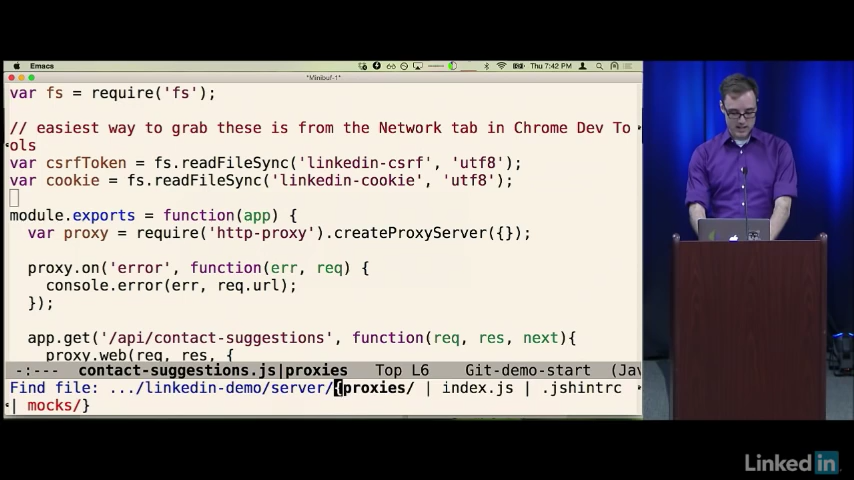 Emacs
Thu 7:42 PM
*Minibuf-1*
var fs = require('fs');
// easiest way to grab these is from the Network tab in Chrome Dev To
ols
var csrfToken = fs.readFileSync('linkedin-csrf', 'utf8');
var cookie = fs.readFileSync('linkedin-cookie', 'utf8');
module.exports = function(app) {
var proxy = require('http-proxy').createProxyServer({});
proxy.on('error', function(err, req) {
console.error(err, req.url);
});
app.get('/api/contact-suggestions', function(req, res, next){
proxy.web(req, res, {
-:--- contact-suggestions.js|proxies Top L6 Git-demo-start (Jav
Find file: .../linkedin-demo/server/{proxies/ | index.js | .jshintrc
| mocks/}
LinkedIn